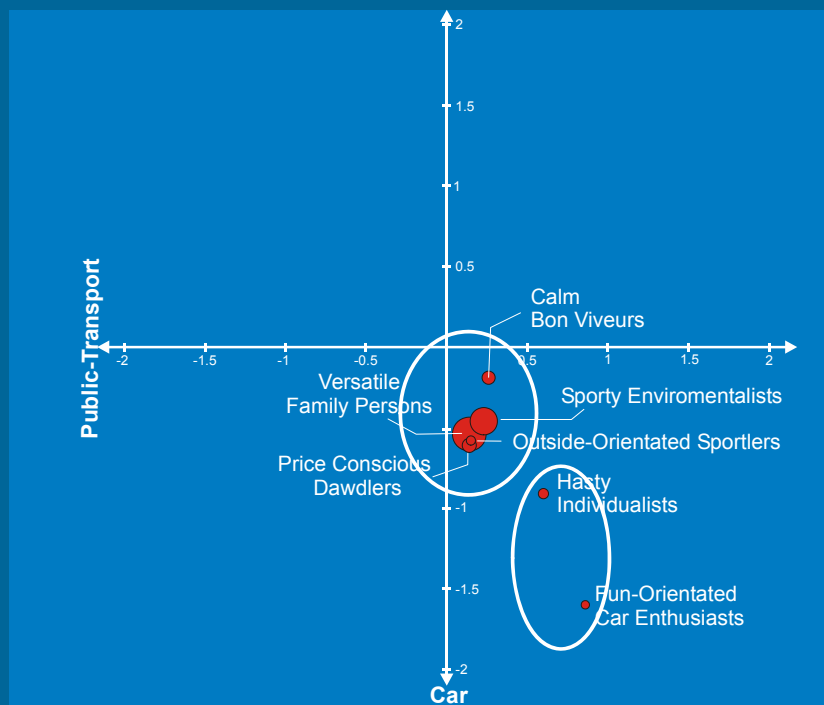 2
1.5
1
0.5
Calm
Bon Viveurs
Public-Transport
-2
-1.5
-1
-0.5
0.5
1
1.5
2
Versatile
Family Persons
Sporty Enviromentalists
Outside-Orientated Sportlers
Price Conscious
Dawdlers
Hasty
Individualists
-1
-1.5
Fun-Orientated
Car Enthusiasts
-2
Car